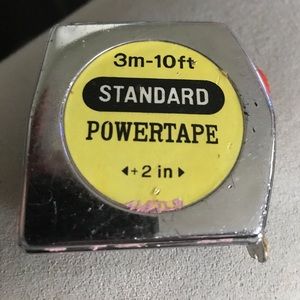 3m-10ft
STANDARD
POWERTAPE
◂+2 in▸